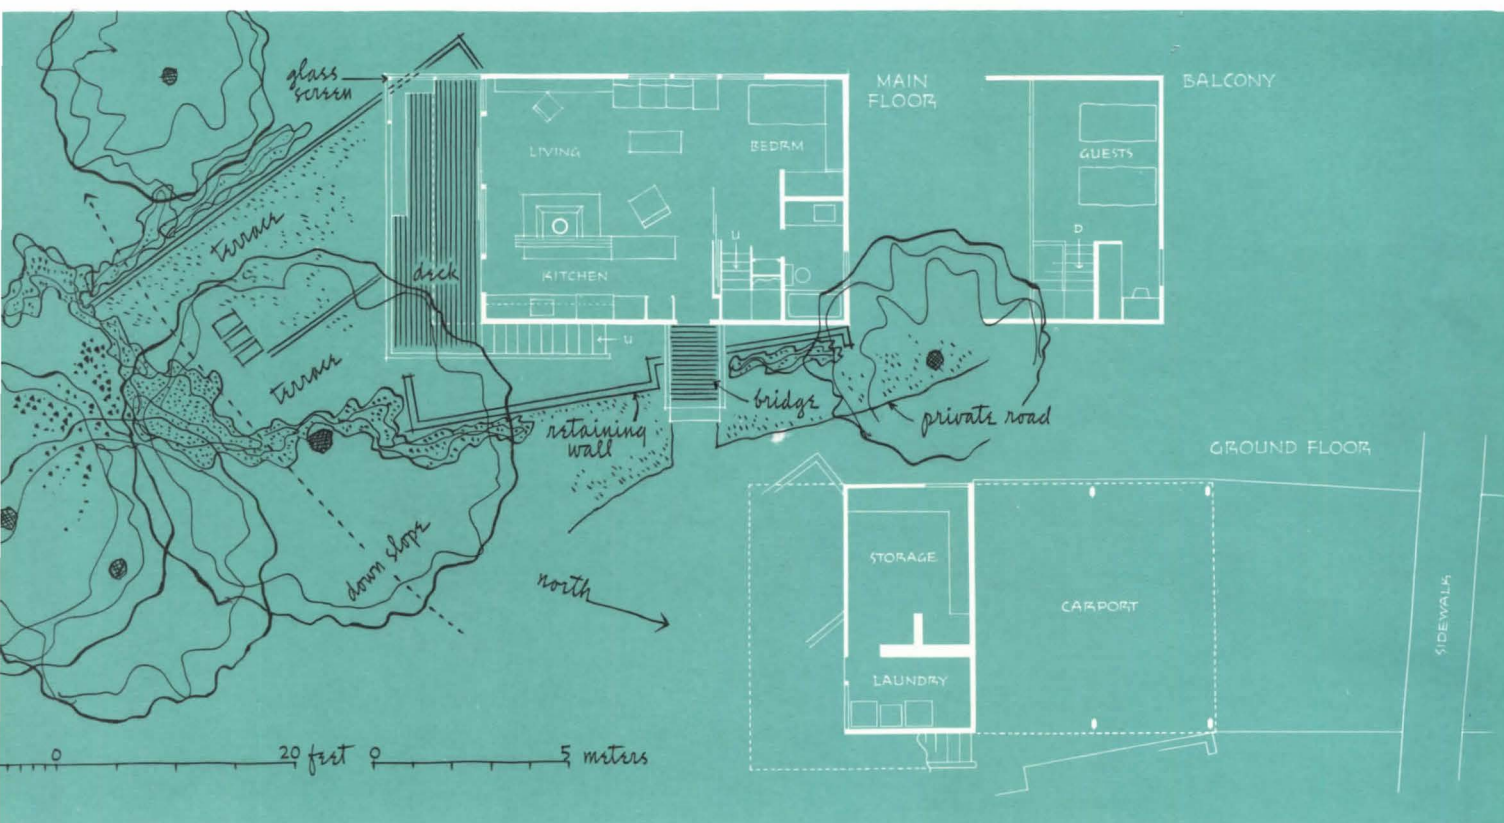 glass
screen
MAIN
FLOOR
BALCONY
LIVING
BEDRM
GUESTS
terrace
U
D
deck
KITCHEN
U
terrace
bridge
private road
retaining
wall
GROUND FLOOR
down slope
north
STORAGE
CARPORT
SIDEWALK
LAUNDRY
0 20 feet 0 5 meters